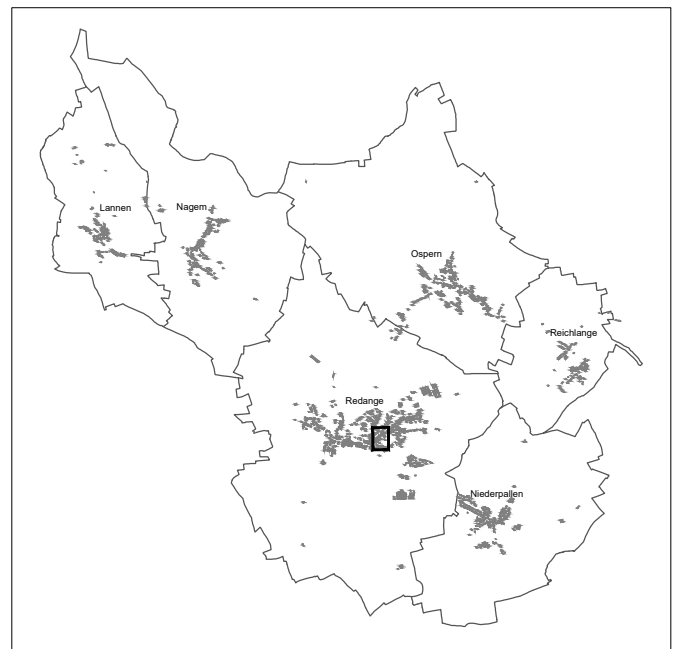 Lannen
Nagem
Ospern
Reichlange
Redange
Niederpallen